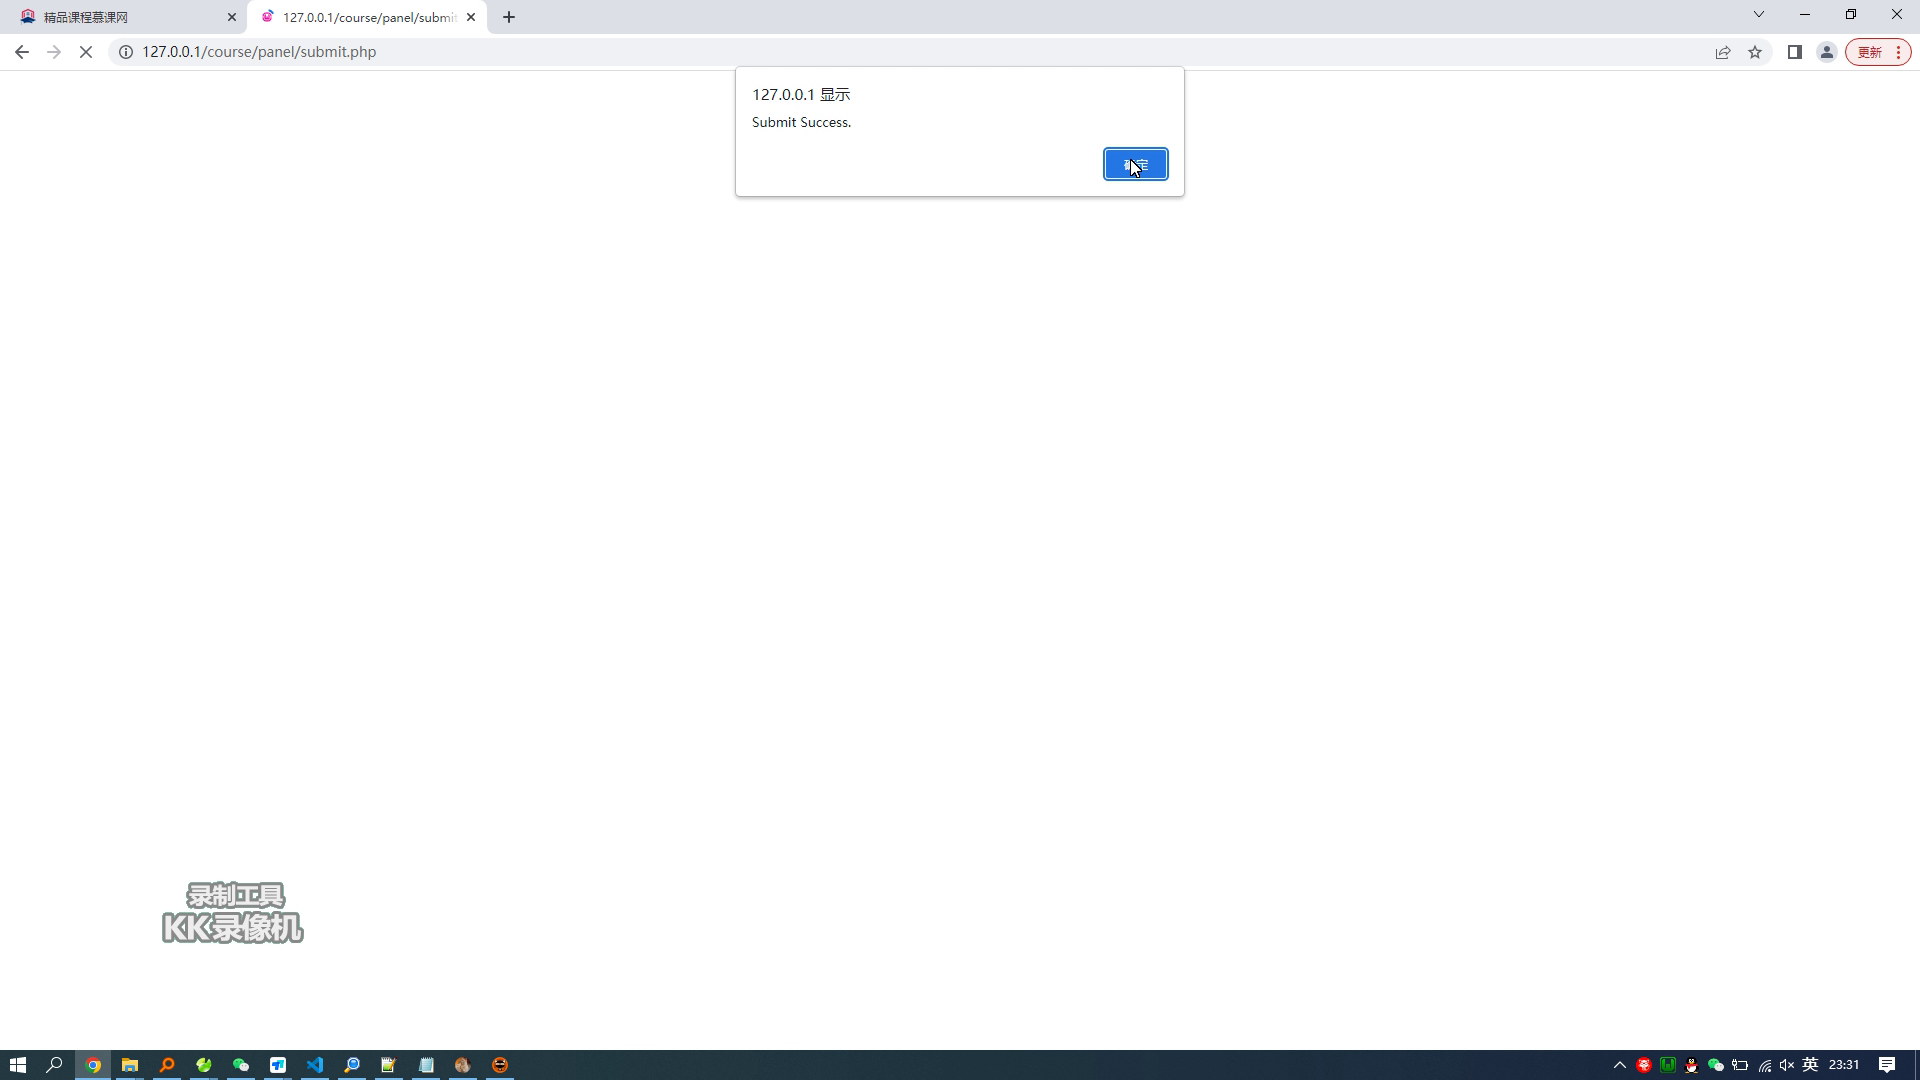 精品课程慕课网
127.0.0.1/course/panel/submit
127.0.0.1/course/panel/submit.php
更新
127.0.0.1 显示
Submit Success.
录制工具
KK录像机
英
23:31